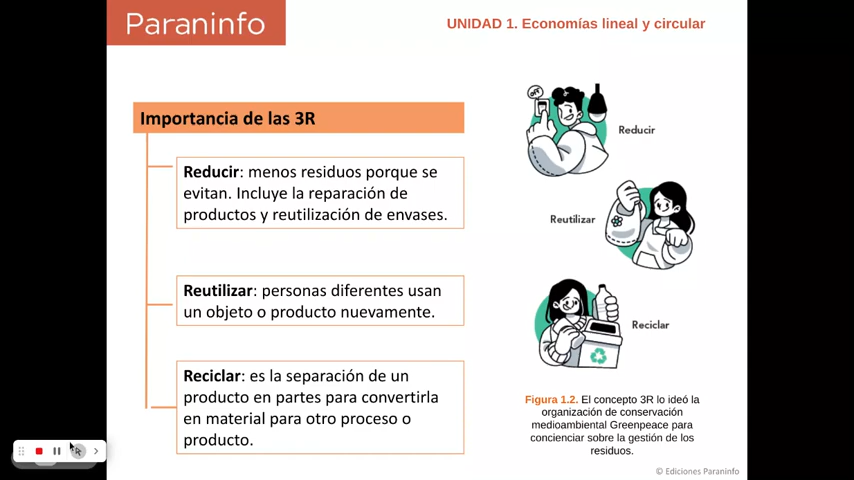 Paraninfo
UNIDAD 1. Economías lineal y circular
Importancia de las 3R
Reducir: menos residuos porque se
evitan. Incluye la reparación de
productos y reutilización de envases.
Reutilizar: personas diferentes usan
un objeto o producto nuevamente.
Reciclar: es la separación de un
producto en partes para convertirla
en material para otro proceso o
producto.
OFF
Reducir
Reutilizar
Reciclar
Figura 1.2. El concepto 3R lo ideó la
organización de conservación
medioambiental Greenpeace para
concienciar sobre la gestión de los
residuos.
© Ediciones Paraninfo